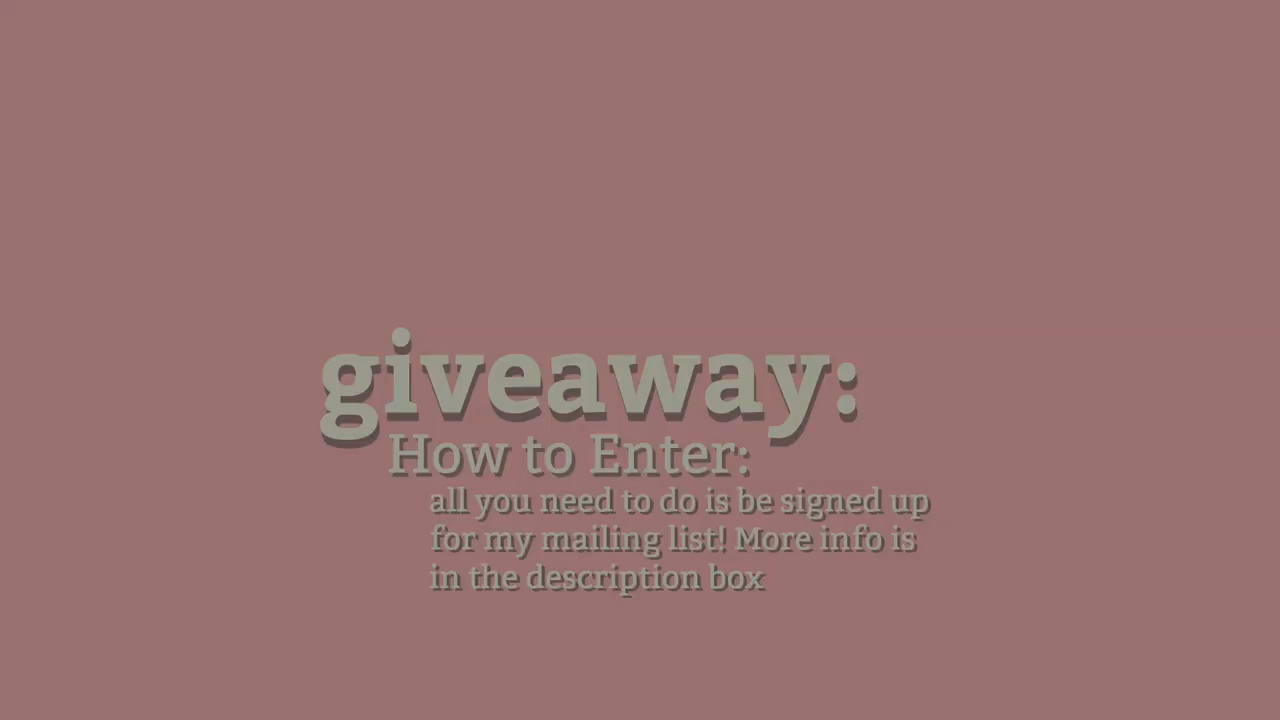 giveaway:
How to Enter:
all you need to do is be signed up
for my mailing list! More info is
in the description box